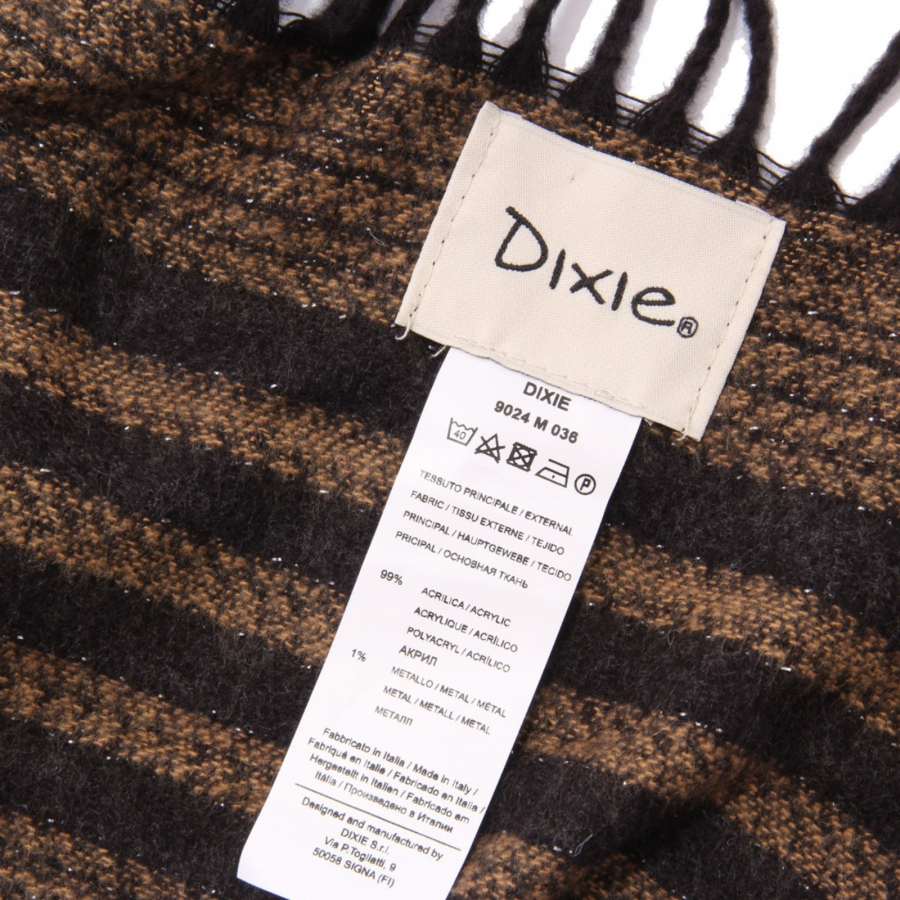 Dixie®
DIXIE
9024 M 036
40
P
TESSUTO PRINCIPALE / EXTERNAL
FABRIC / TISSU EXTERNE / TEJIDO
PRINCIPAL / HAUPTGEWEBE / TECIDO
PRICIPAL / ОСНОВНАЯ ТКАНЬ
99%
ACRILICA / ACRYLIC
ACRYLIQUE / ACRÍLICO
POLYACRYL / ACRÍLICO
АКРИЛ
1%
METALLO / METAL / MÉTAL
METAL / METALL / METAL
МЕТАЛЛ
Fabbricato in Italia / Made in Italy /
Fabriqué en Italie / Fabricado en Italia /
Hergestellt in Italien / Fabricado em
Itália / Произведено в Италии
Designed and manufactured by
DIXIE S.r.l.
Via P.Togliatti, 9
50058 SIGNA (FI)